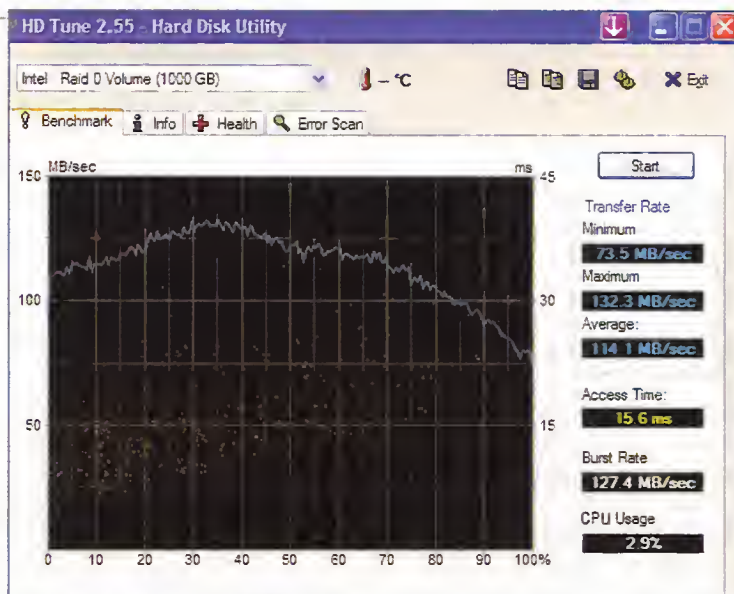 HD Tune 2.55 - Hard Disk Utility
Intel Raid 0 Volume (1000 GB)
– °C
Exit
Benchmark
Info
Health
Error Scan
MB/sec
ms
150
100
50
45
30
15
0 10 20 30 40 50 60 70 80 90 100%
Start
Transfer Rate
Minimum
73.5 MB/sec
Maximum
132.3 MB/sec
Average:
114.1 MB/sec
Access Time:
15.6 ms
Burst Rate
127.4 MB/sec
CPU Usage
2.9%